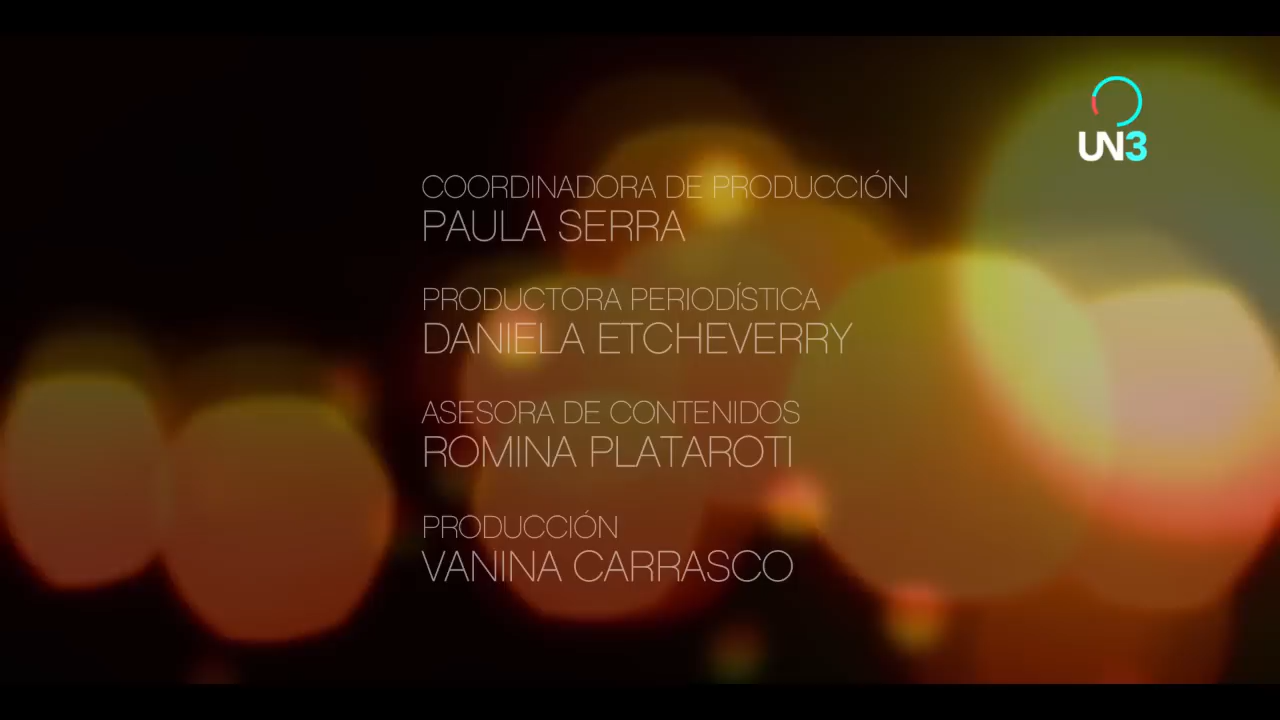 UN3
COORDINADORA DE PRODUCCIÓN
PAULA SERRA
PRODUCTORA PERIODÍSTICA
DANIELA ETCHEVERRY
ASESORA DE CONTENIDOS
ROMINA PLATAROTI
PRODUCCIÓN
VANINA CARRASCO